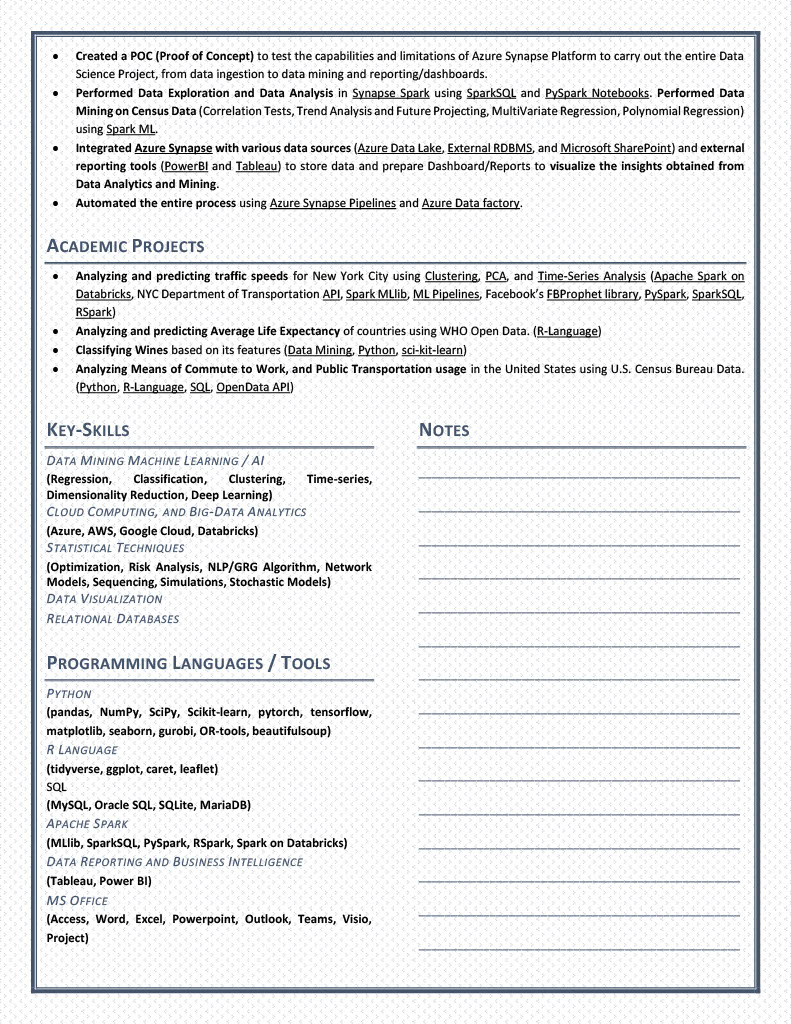 • Created a POC (Proof of Concept) to test the capabilities and limitations of Azure Synapse Platform to carry out the entire Data
Science Project, from data ingestion to data mining and reporting/dashboards.
• Performed Data Exploration and Data Analysis in Synapse Spark using SparkSQL and PySpark Notebooks. Performed Data
Mining on Census Data (Correlation Tests, Trend Analysis and Future Projecting, MultiVariate Regression, Polynomial Regression)
using Spark ML.
• Integrated Azure Synapse with various data sources (Azure Data Lake, External RDBMS, and Microsoft SharePoint) and external
reporting tools (PowerBI and Tableau) to store data and prepare Dashboard/Reports to visualize the insights obtained from
Data Analytics and Mining.
• Automated the entire process using Azure Synapse Pipelines and Azure Data factory.
ACADEMIC PROJECTS
• Analyzing and predicting traffic speeds for New York City using Clustering, PCA, and Time-Series Analysis (Apache Spark on
Databricks, NYC Department of Transportation API, Spark MLlib, ML Pipelines, Facebook's FBProphet library, PySpark, SparkSQL,
RSpark)
• Analyzing and predicting Average Life Expectancy of countries using WHO Open Data. (R-Language)
• Classifying Wines based on its features (Data Mining, Python, sci-kit-learn)
• Analyzing Means of Commute to Work, and Public Transportation usage in the United States using U.S. Census Bureau Data.
(Python, R-Language, SQL, OpenData API)
KEY-SKILLS
DATA MINING MACHINE LEARNING / AI
(Regression, Classification, Clustering, Time-series,
Dimensionality Reduction, Deep Learning)
CLOUD COMPUTING, AND BIG-DATA ANALYTICS
(Azure, AWS, Google Cloud, Databricks)
STATISTICAL TECHNIQUES
(Optimization, Risk Analysis, NLP/GRG Algorithm, Network
Models, Sequencing, Simulations, Stochastic Models)
DATA VISUALIZATION
RELATIONAL DATABASES
PROGRAMMING LANGUAGES / TOOLS
PYTHON
(pandas, NumPy, SciPy, Scikit-learn, pytorch, tensorflow,
matplotlib, seaborn, gurobi, OR-tools, beautifulsoup)
R LANGUAGE
(tidyverse, ggplot, caret, leaflet)
SQL
(MySQL, Oracle SQL, SQLite, MariaDB)
APACHE SPARK
(MLlib, SparkSQL, PySpark, RSpark, Spark on Databricks)
DATA REPORTING AND BUSINESS INTELLIGENCE
(Tableau, Power BI)
MS OFFICE
(Access, Word, Excel, Powerpoint, Outlook, Teams, Visio,
Project)
NOTES